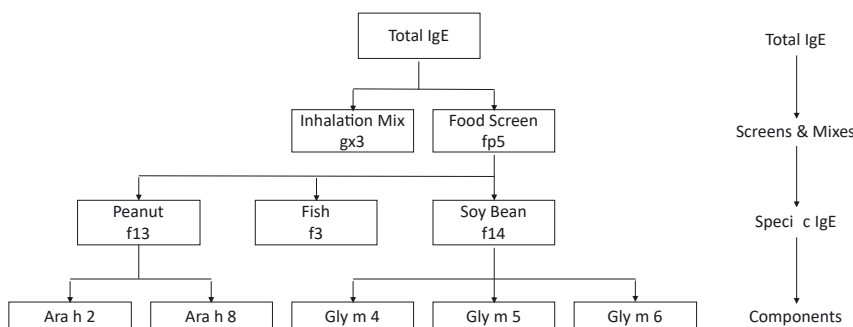 Total IgE
Total IgE
Inhalation Mix
gx3
Food Screen
fp5
Screens & Mixes
Peanut
f13
Fish
f3
Soy Bean
f14
Speci c IgE
Ara h 2
Ara h 8
Gly m 4
Gly m 5
Gly m 6
Components